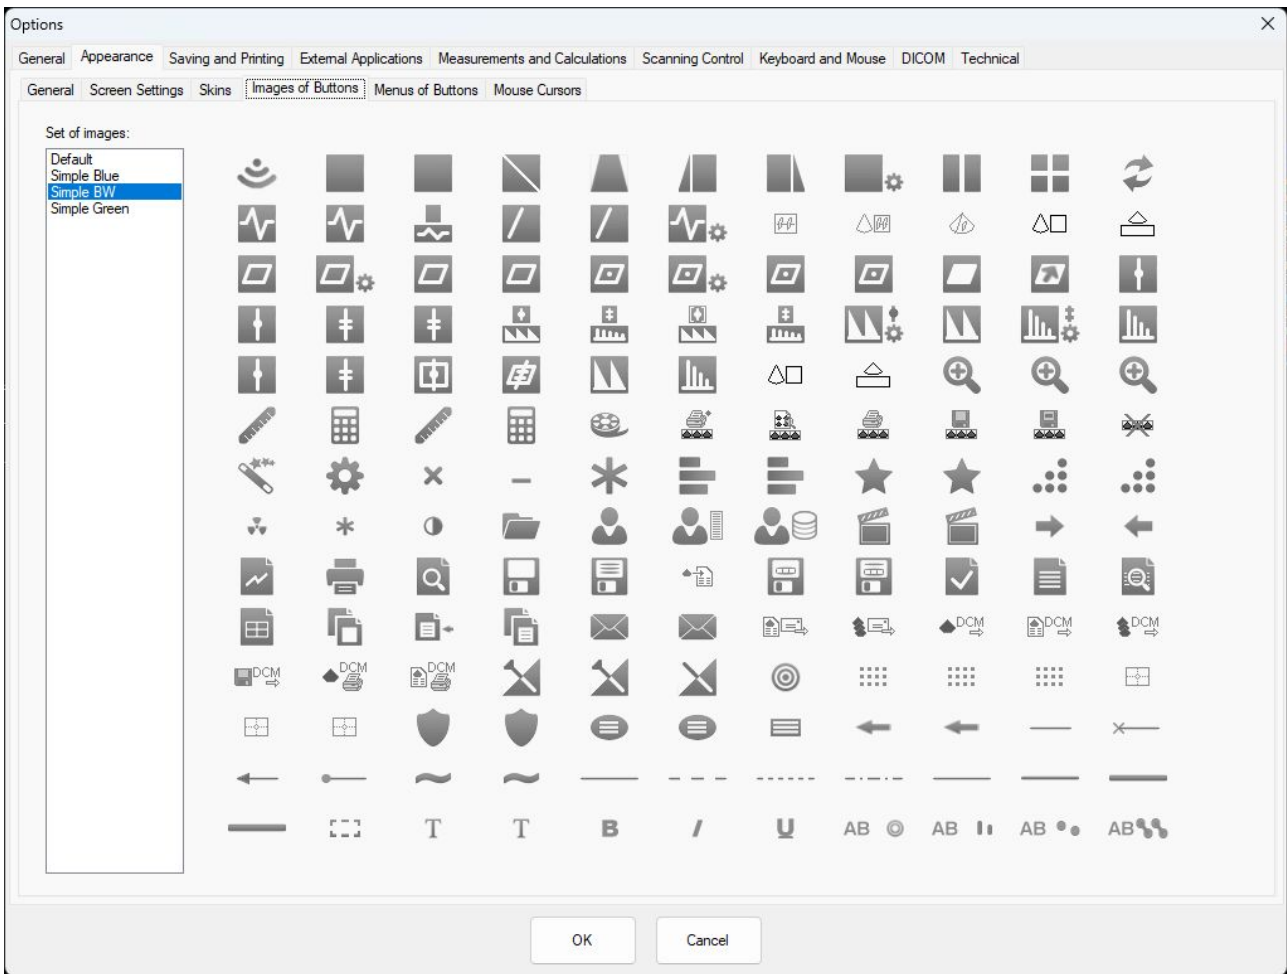 Options
General Appearance Saving and Printing External Applications Measurements and Calculations Scanning Control Keyboard and Mouse DICOM Technical
General Screen Settings Skins Images of Buttons Menus of Buttons Mouse Cursors
Set of images:
Default
Simple Blue
Simple BW
Simple Green
DCM DCM DCM
DCM DCM DCM
T T B I U AB AB AB AB
OK Cancel